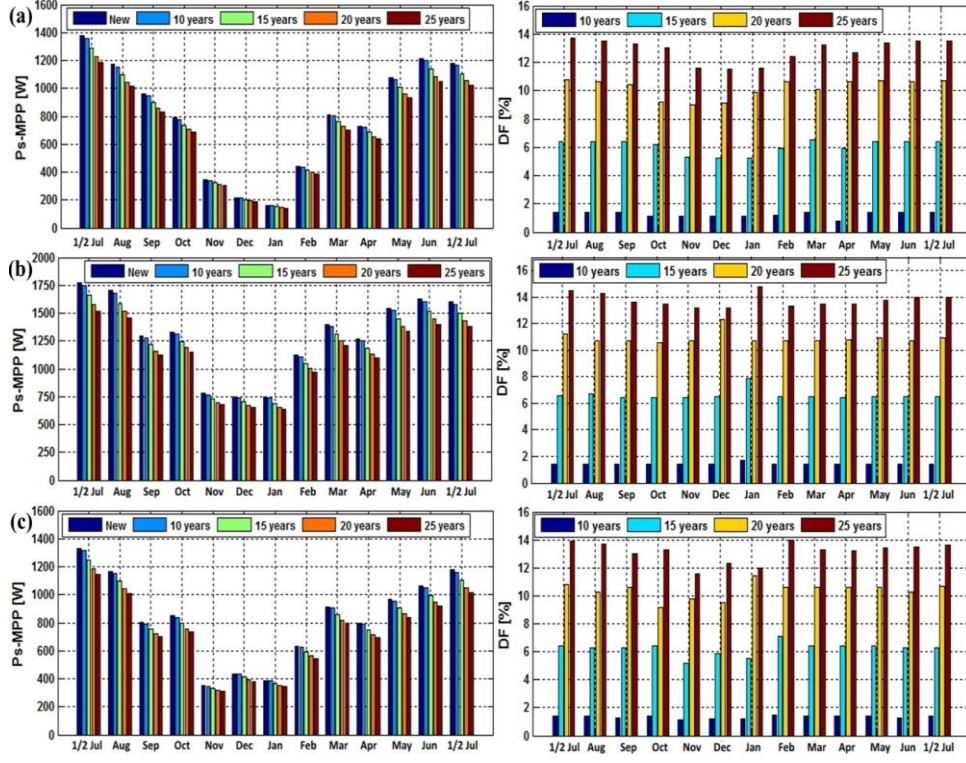 (a)
Ps-MPP [W]
1600
1400
1200
1000
800
600
400
200
0
New 10 years 15 years 20 years 25 years
1/2 Jul Aug Sep Oct Nov Dec Jan Feb Mar Apr May Jun 1/2 Jul
DF [%]
16
14
12
10
8
6
4
2
0
10 years 15 years 20 years 25 years
1/2 Jul Aug Sep Oct Nov Dec Jan Feb Mar Apr May Jun 1/2 Jul
(b)
Ps-MPP [W]
2000
1750
1500
1250
1000
750
500
250
0
New 10 years 15 years 20 years 25 years
1/2 Jul Aug Sep Oct Nov Dec Jan Feb Mar Apr May Jun 1/2 Jul
DF [%]
16
14
12
10
8
6
4
2
0
10 years 15 years 20 years 25 years
1/2 Jul Aug Sep Oct Nov Dec Jan Feb Mar Apr May Jun 1/2 Jul
(c)
Ps-MPP [W]
1600
1400
1200
1000
800
600
400
200
0
New 10 years 15 years 20 years 25 years
1/2 Jul Aug Sep Oct Nov Dec Jan Feb Mar Apr May Jun 1/2 Jul
DF [%]
16
14
12
10
8
6
4
2
0
10 years 15 years 20 years 25 years
1/2 Jul Aug Sep Oct Nov Dec Jan Feb Mar Apr May Jun 1/2 Jul